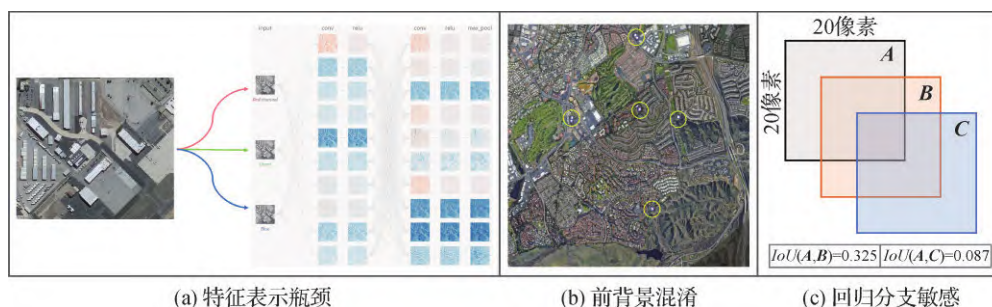 input
conv
relu
conv
relu
max_pool
Red channel
Green
Blue
20像素
20像素
A
B
C
IoU(A,B)=0.325
IoU(A,C)=0.087
(a) 特征表示瓶颈
(b) 前背景混淆
(c) 回归分支敏感